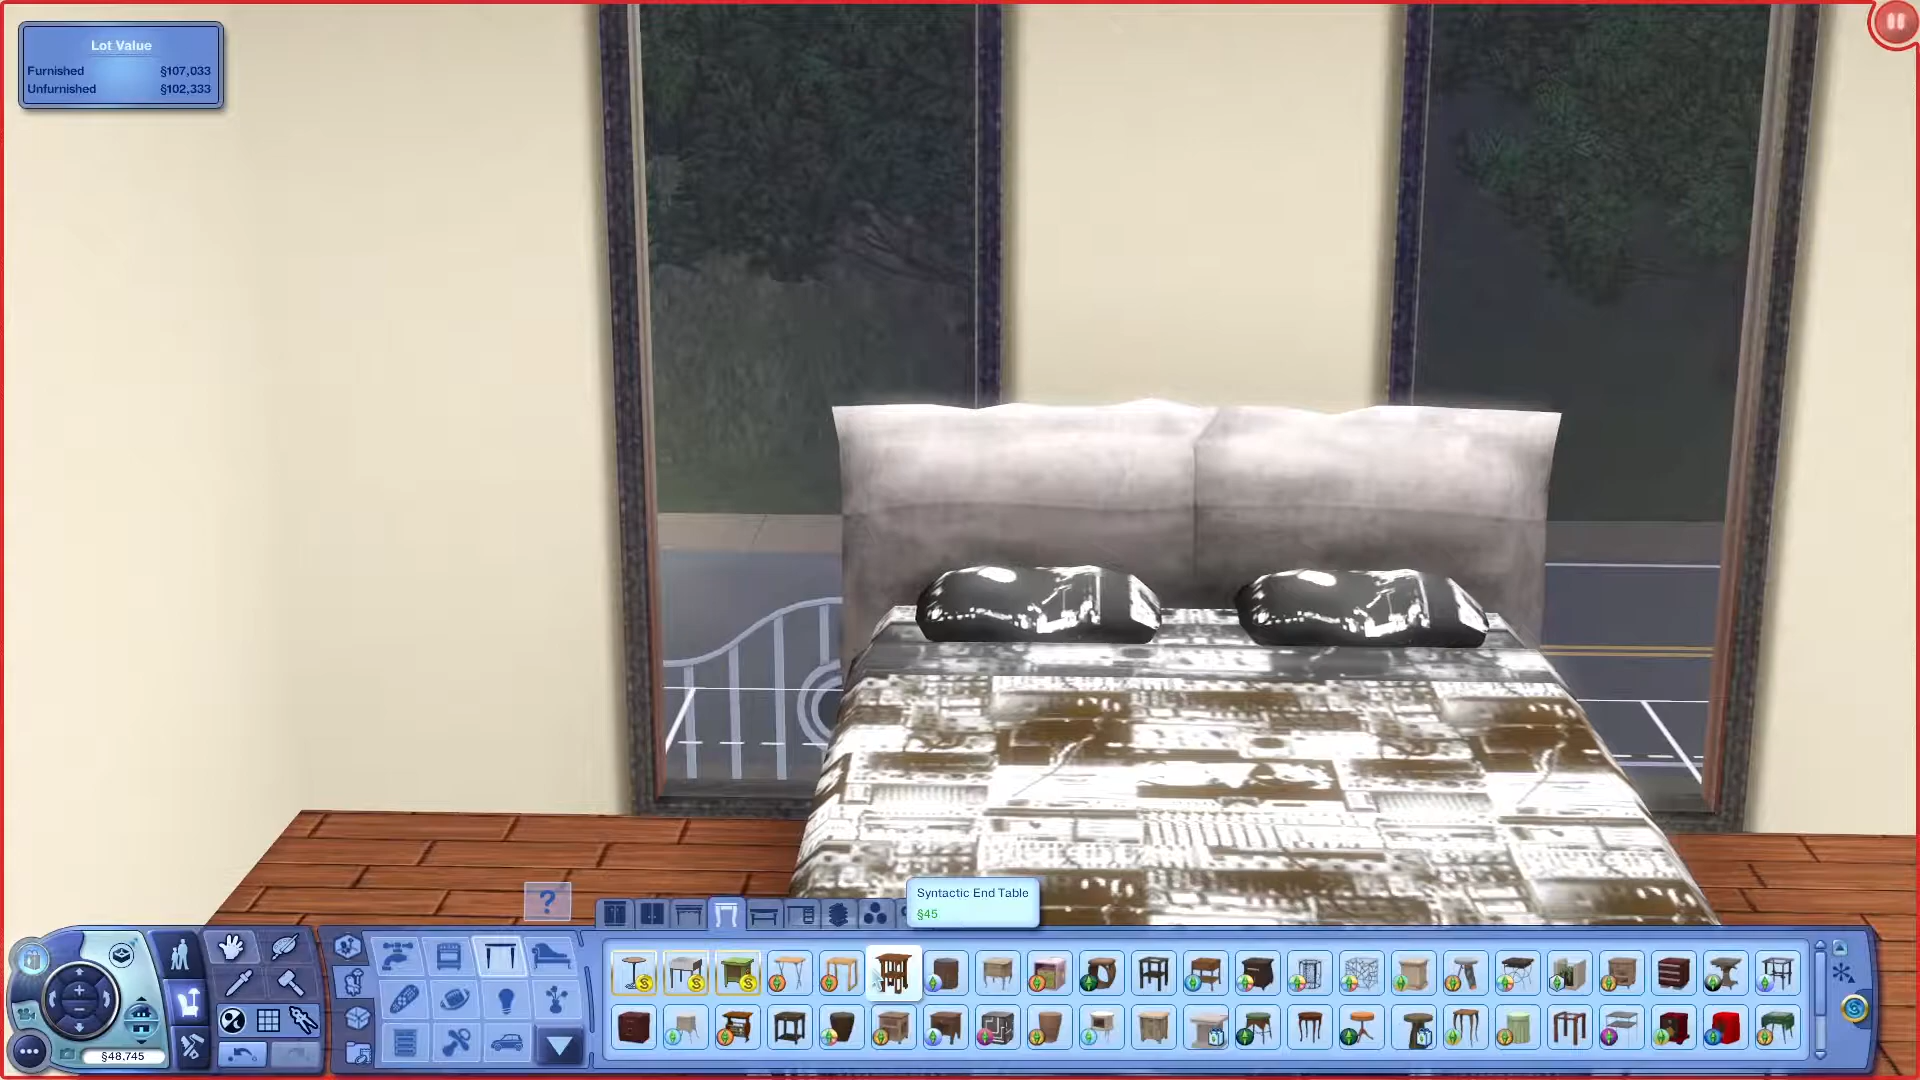 Lot Value
Furnished §107,033
Unfurnished §102,333
Syntactic End Table
§45
?
§48,745